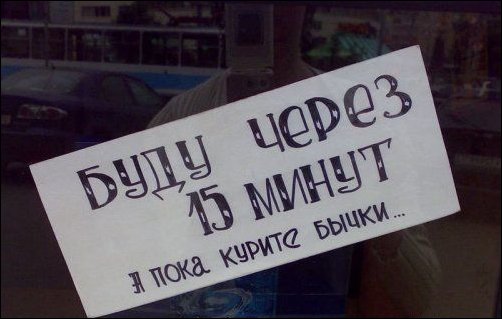 БУДУ ЧЕРЕЗ
15 МИНУТ
А ПОКА КУРИТЕ БЫЧКИ...